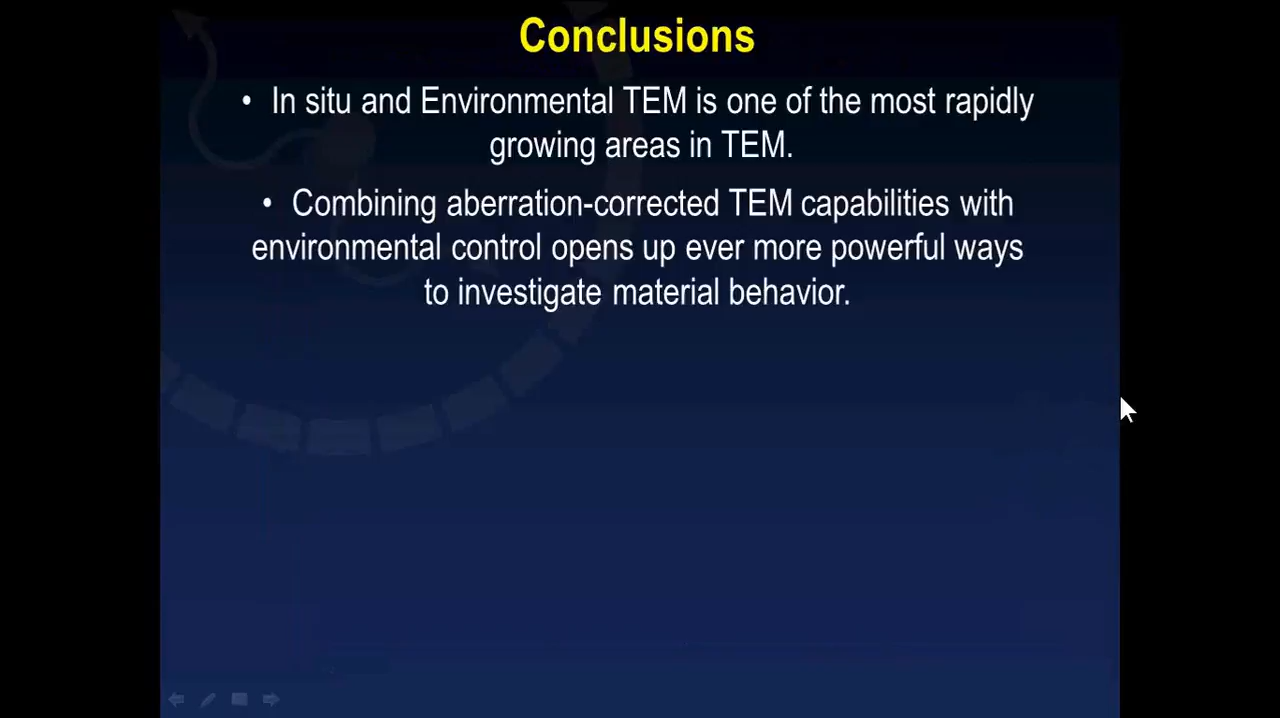 Conclusions
• In situ and Environmental TEM is one of the most rapidly
growing areas in TEM.
• Combining aberration-corrected TEM capabilities with
environmental control opens up ever more powerful ways
to investigate material behavior.